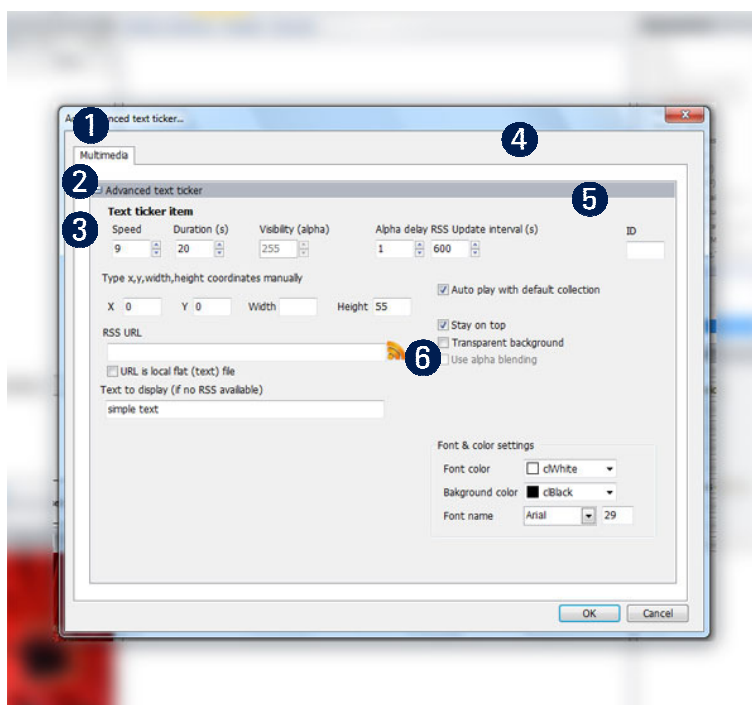 1
4
Multimedia
2
Advanced text ticker
5
Text ticker item
3
Speed Duration (s) Visibility (alpha) Alpha delay RSS Update interval (s) ID
9 20 255 1 600
Type x,y,width,height coordinates manually
Auto play with default collection
X 0 Y 0 Width Height 55
Stay on top
RSS URL
Transparent background
6
Use alpha blending
URL is local flat (text) file
Text to display (if no RSS available)
simple text
Font & color settings
Font color clWhite
Bakground color clBlack
Font name Arial 29
OK Cancel